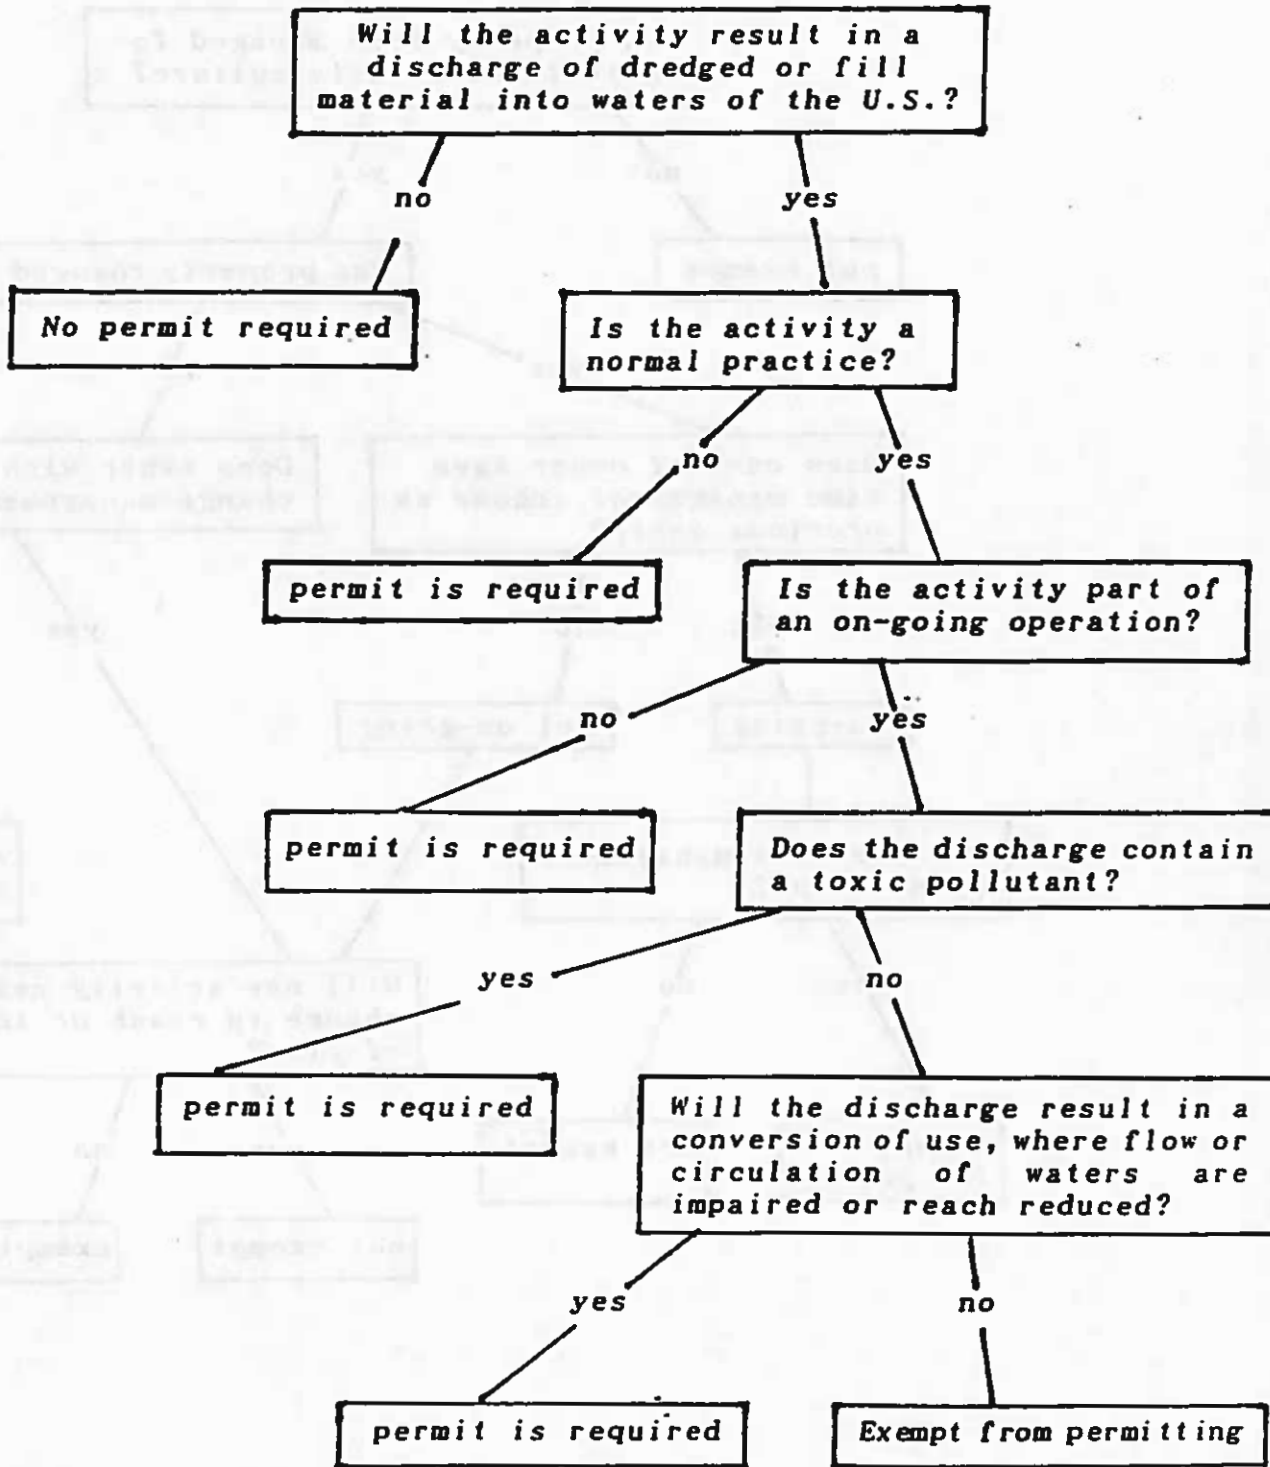 Will the activity result in a
discharge of dredged or fill
material into waters of the U.S.?
no
yes
No permit required
Is the activity a
normal practice?
no
yes
permit is required
Is the activity part of
an on-going operation?
no
yes
permit is required
Does the discharge contain
a toxic pollutant?
yes
no
permit is required
Will the discharge result in a
conversion of use, where flow or
circulation of waters are
impaired or reach reduced?
yes
no
permit is required
Exempt from permitting